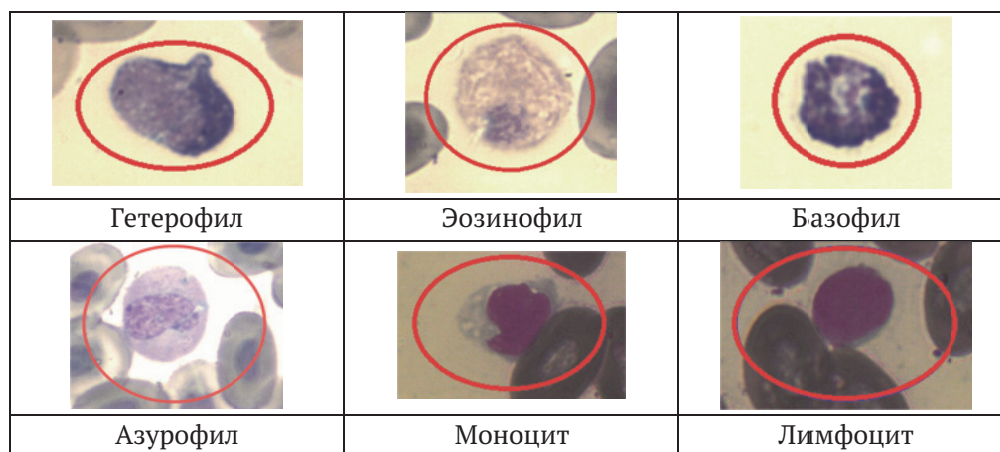 Гетерофил
Эозинофил
Базофил
Азурофил
Моноцит
Лимфоцит